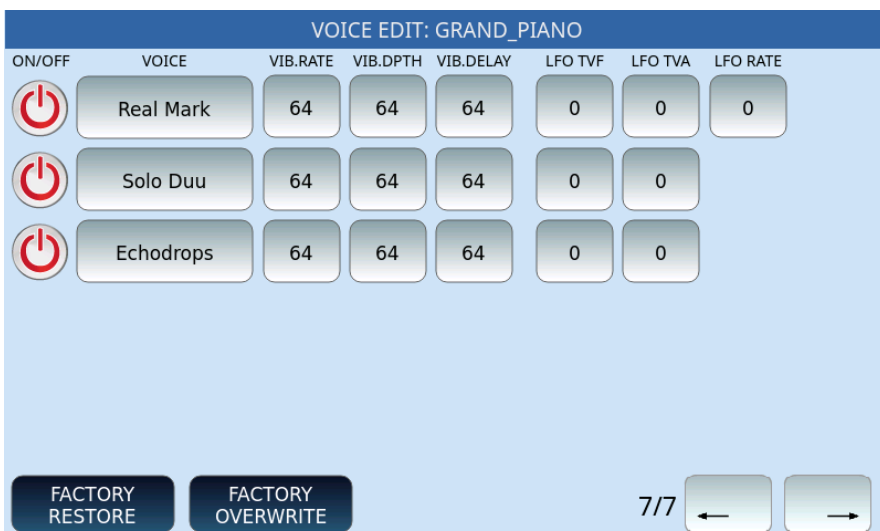 VOICE EDIT: GRAND_PIANO
ON/OFF VOICE VIB.RATE VIB.DPTH VIB.DELAY LFO TVF LFO TVA LFO RATE
Real Mark 64 64 64 0 0 0
Solo Duu 64 64 64 0 0
Echodrops 64 64 64 0 0
FACTORY RESTORE
FACTORY OVERWRITE
7/7